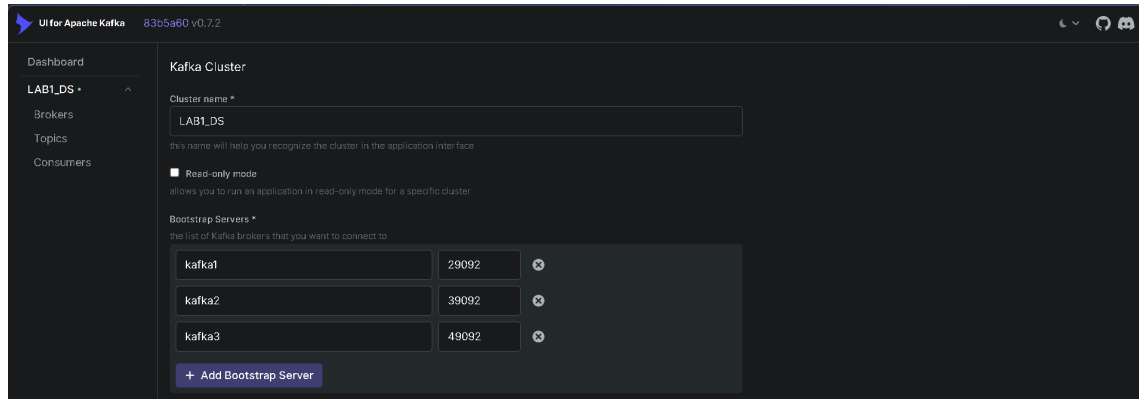 UI for Apache Kafka 83b5a60 v0.7.2
Dashboard
LAB1_DS
Brokers
Topics
Consumers
Kafka Cluster
Cluster name *
LAB1_DS
this name will help you recognize the cluster in the application interface
Read-only mode
allows you to run an application in read-only mode for a specific cluster
Bootstrap Servers *
the list of Kafka brokers that you want to connect to
kafka1 29092
kafka2 39092
kafka3 49092
+ Add Bootstrap Server